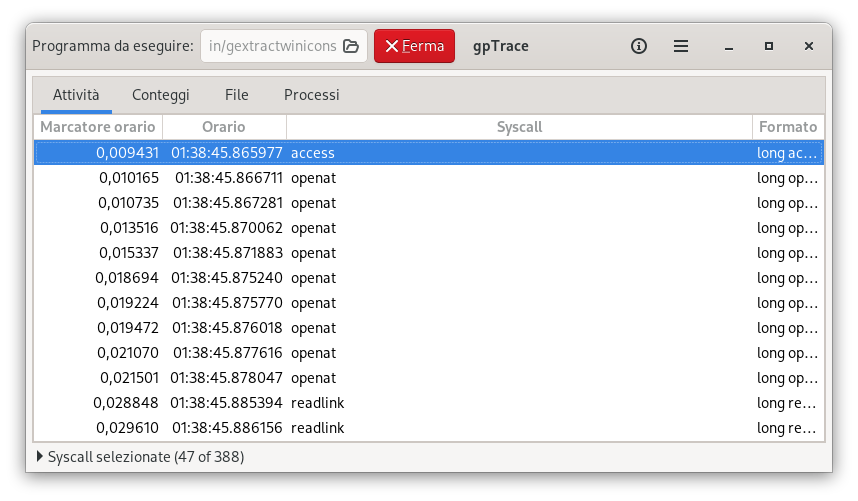 Programma da eseguire: in/gextractwinicons Ferma gpTrace
Attività Conteggi File Processi
Marcatore orario Orario Syscall Formato
0,009431 01:38:45.865977 access long ac…
0,010165 01:38:45.866711 openat long op…
0,010735 01:38:45.867281 openat long op…
0,013516 01:38:45.870062 openat long op…
0,015337 01:38:45.871883 openat long op…
0,018694 01:38:45.875240 openat long op…
0,019224 01:38:45.875770 openat long op…
0,019472 01:38:45.876018 openat long op…
0,021070 01:38:45.877616 openat long op…
0,021501 01:38:45.878047 openat long op…
0,028848 01:38:45.885394 readlink long re…
0,029610 01:38:45.886156 readlink long re…
Syscall selezionate (47 of 388)